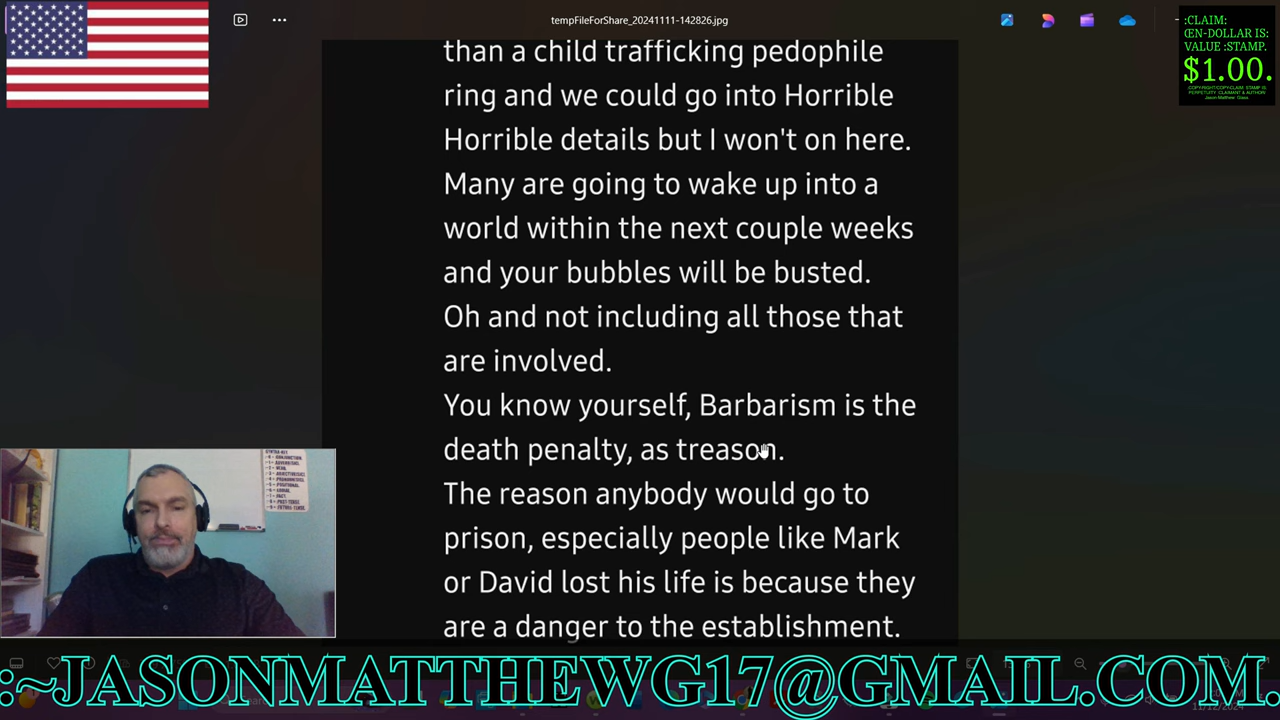 tempFileForShare_20241111-142826.jpg
:CLAIM:
ŒN-DOLLAR IS:
VALUE :STAMP.
$1.00.
than a child trafficking pedophile
ring and we could go into Horrible
Horrible details but I won't on here.
Many are going to wake up into a
world within the next couple weeks
and your bubbles will be busted.
Oh and not including all those that
are involved.
You know yourself, Barbarism is the
death penalty, as treason.
The reason anybody would go to
prison, especially people like Mark
or David lost his life is because they
are a danger to the establishment.
:~JASONMATTHEWG17@GMAIL.COM.